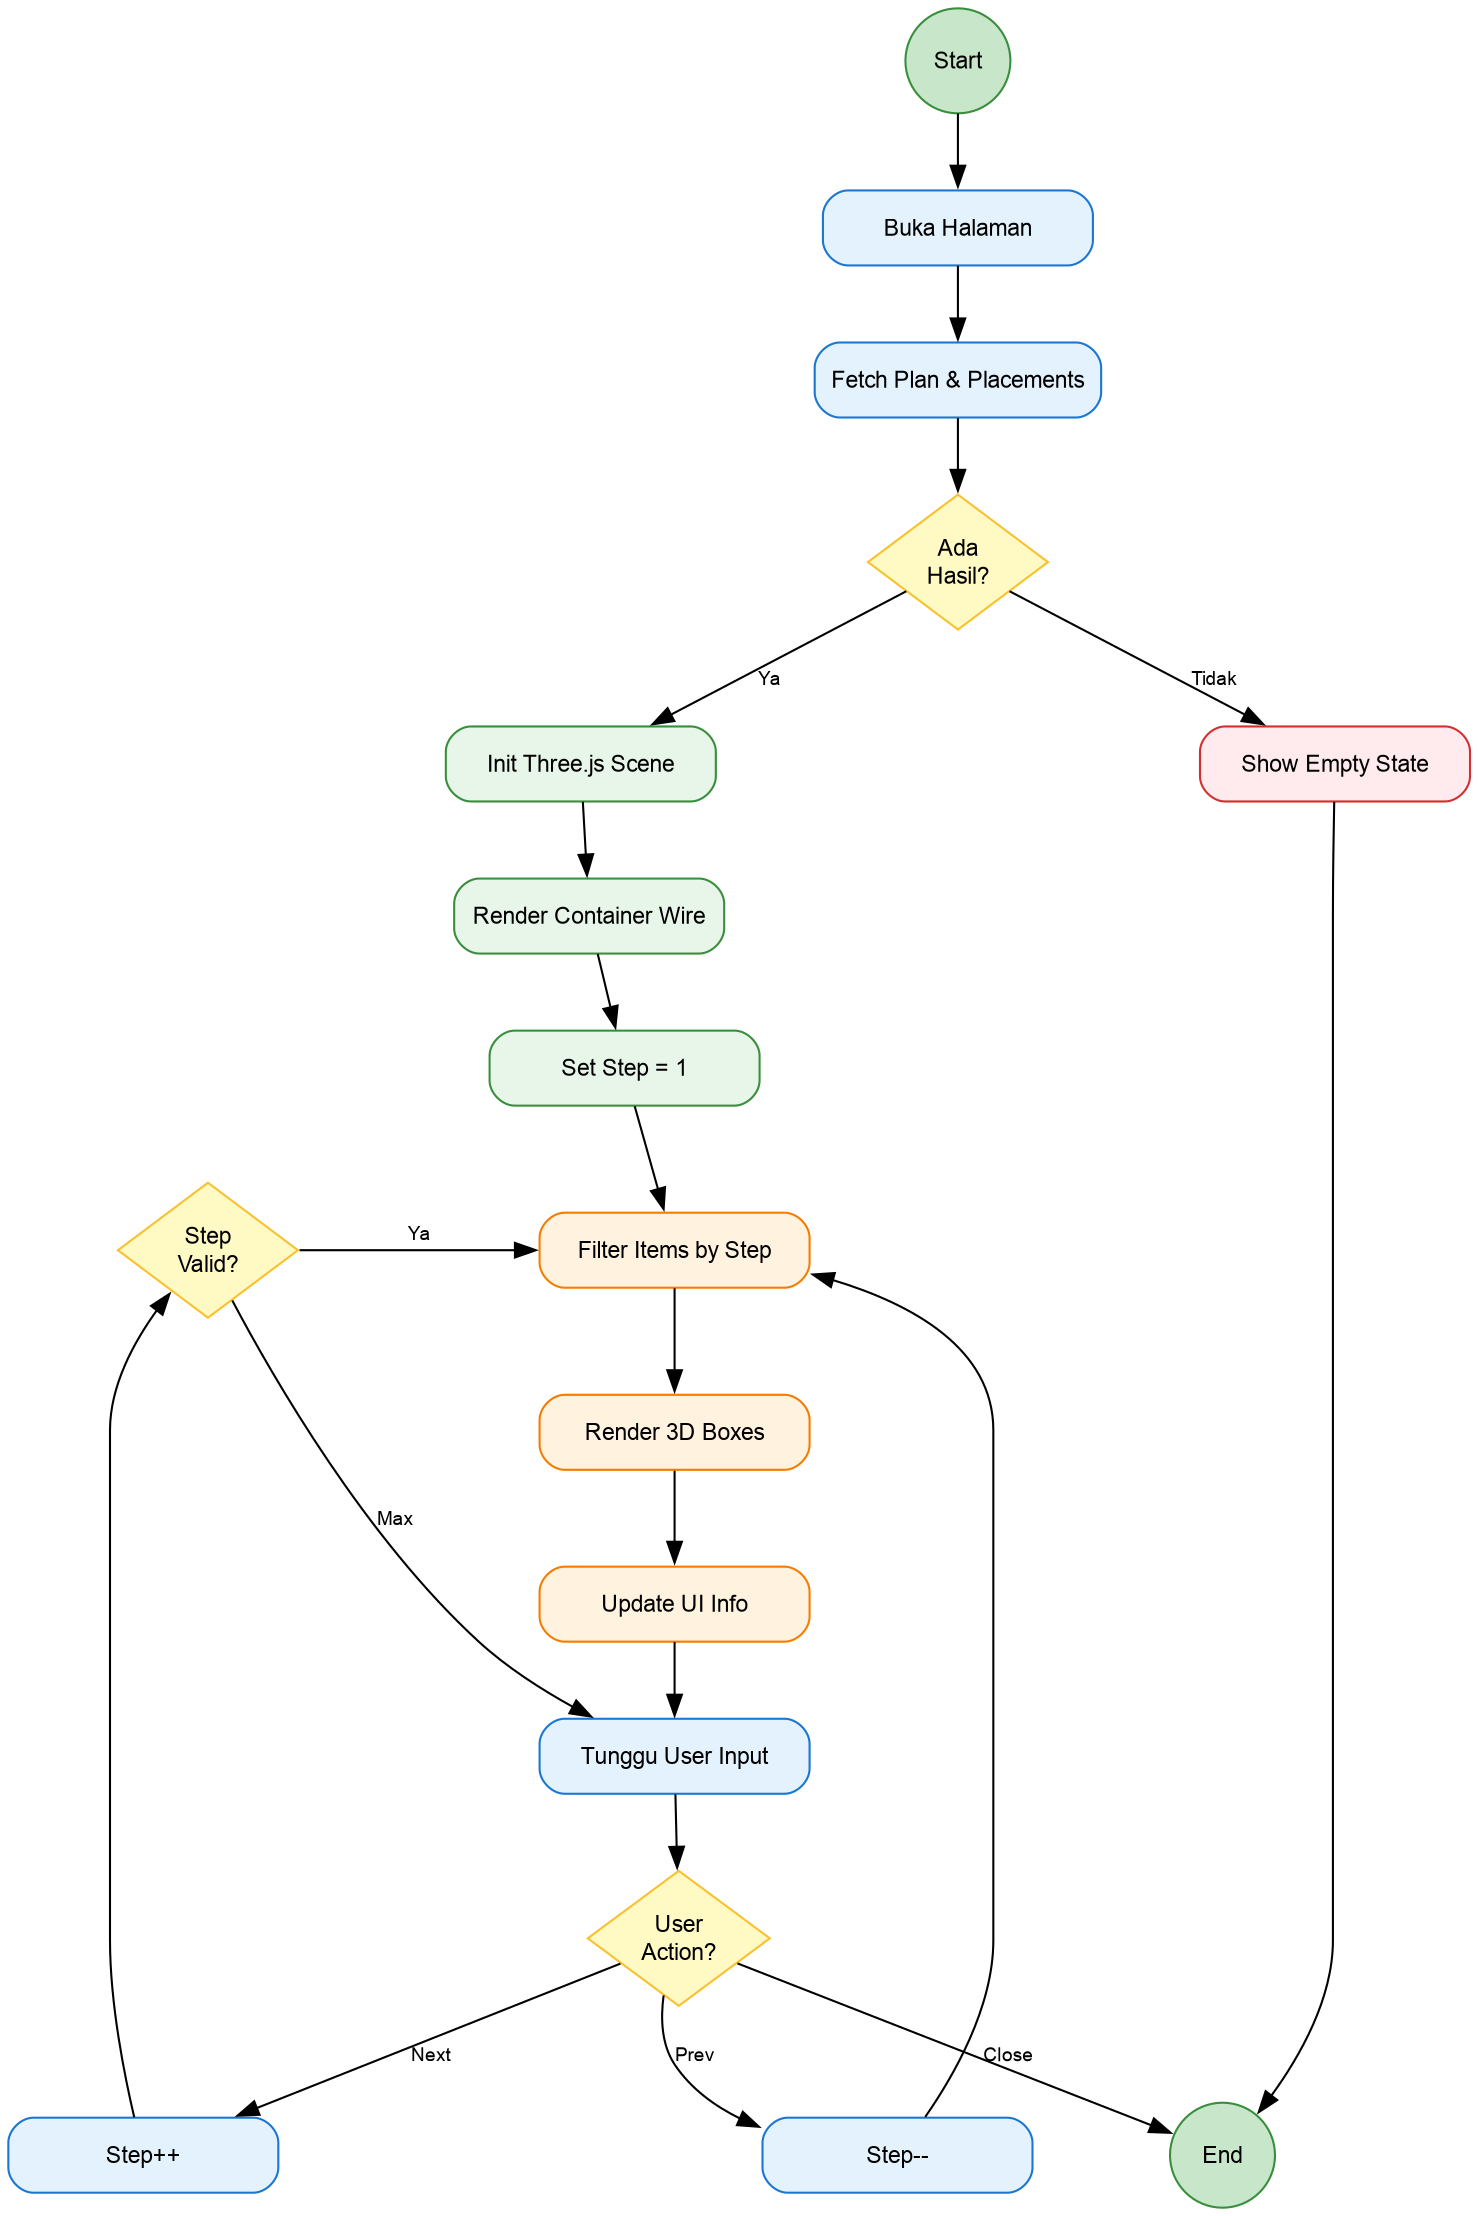 Start
Buka Halaman
Fetch Plan & Placements
Ada
Hasil?
Ya
Tidak
Init Three.js Scene
Show Empty State
Render Container Wire
Set Step = 1
Step
Valid?
Ya
Filter Items by Step
Render 3D Boxes
Max
Update UI Info
Tunggu User Input
User
Action?
Next
Prev
Close
Step++
Step--
End